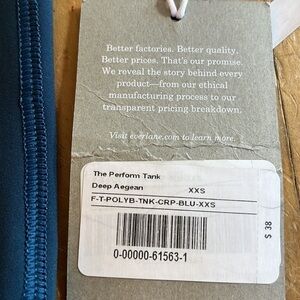 Better factories. Better quality.
Better prices. That's our promise.
We reveal the story behind every
product—from our ethical
manufacturing process to our
transparent pricing breakdown.
Visit everlane.com to learn more.
The Perform Tank
Deep Aegean XXS
F-T-POLYB-TNK-CRP-BLU-XXS
$ 38
0-00000-61563-1